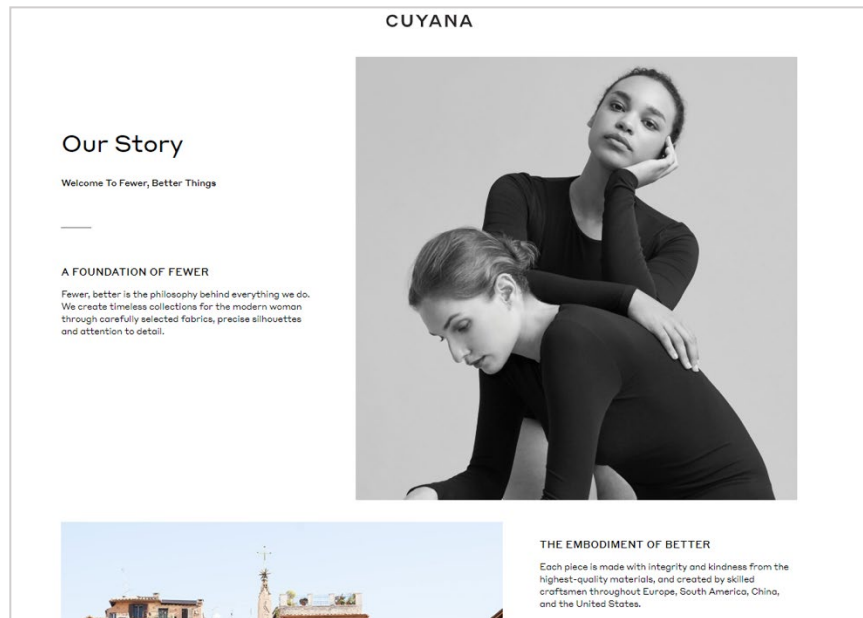 CUYANA
Our Story
Welcome To Fewer, Better Things
A FOUNDATION OF FEWER
Fewer, better is the philosophy behind everything we do.
We create timeless collections for the modern woman
through carefully selected fabrics, precise silhouettes
and attention to detail.
THE EMBODIMENT OF BETTER
Each piece is made with integrity and kindness from the
highest-quality materials, and created by skilled
craftsmen throughout Europe, South America, China,
and the United States.